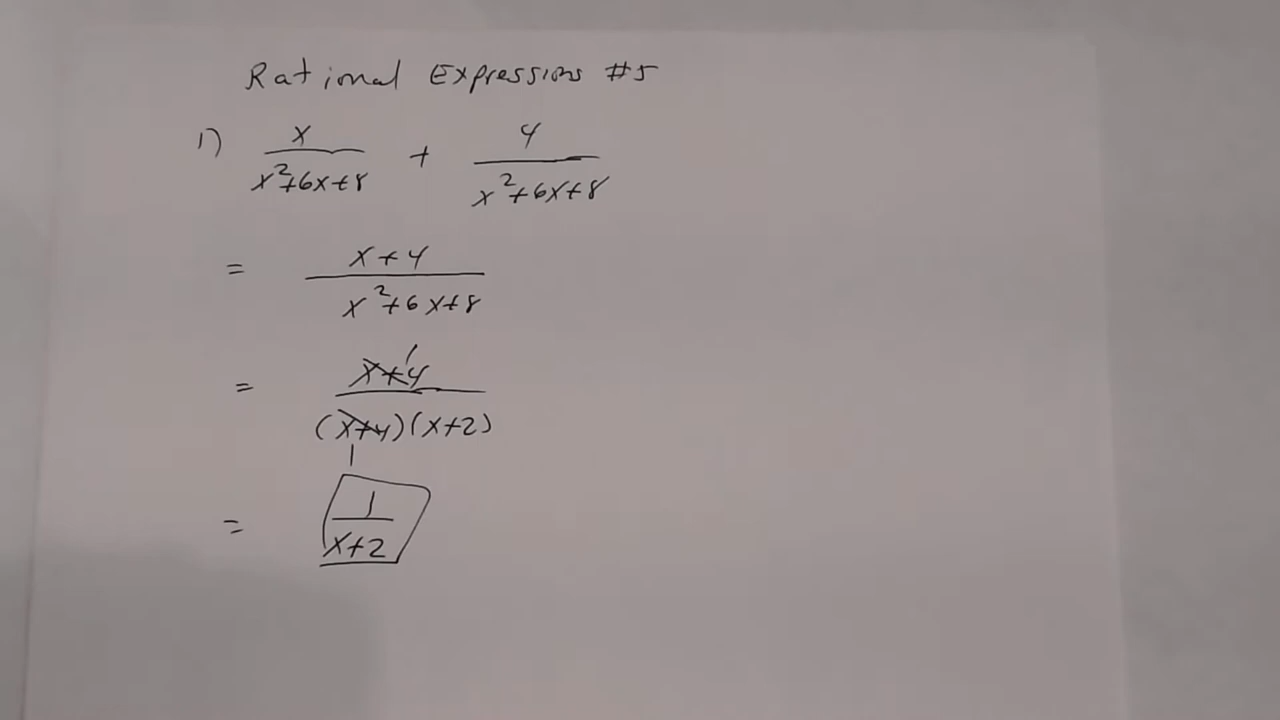 Rational Expressions #5
1) x/(x²+6x+8) + 4/(x²+6x+8)
= (x+4)/(x²+6x+8)
= (x+4)/((x+4)(x+2)) 1 1
= 1/(x+2)